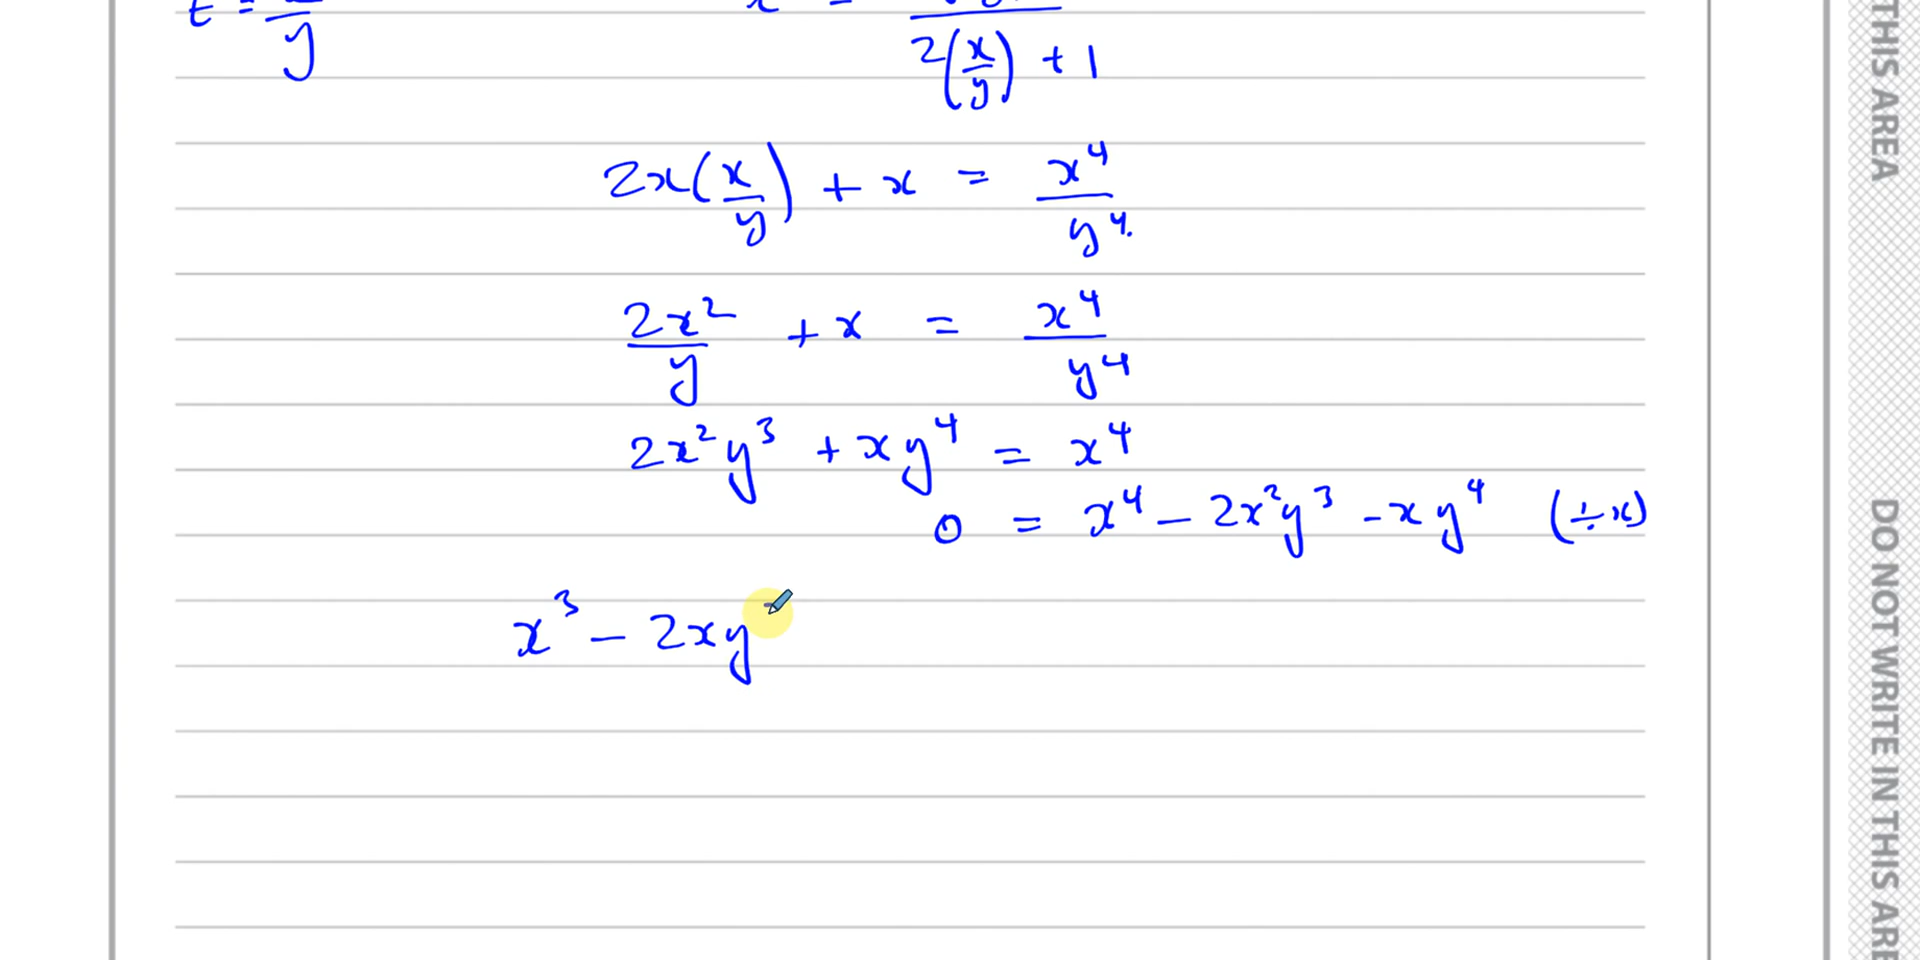 t = /y
x = /(2(x/y) + 1)
2x(x/y) + x = x⁴/y⁴
2x²/y + x = x⁴/y⁴
2x²y³ + xy⁴ = x⁴
0 = x⁴ – 2x²y³ – xy⁴ (÷x)
x³ – 2xy
THIS AREA
DO NOT WRITE IN THIS ARE